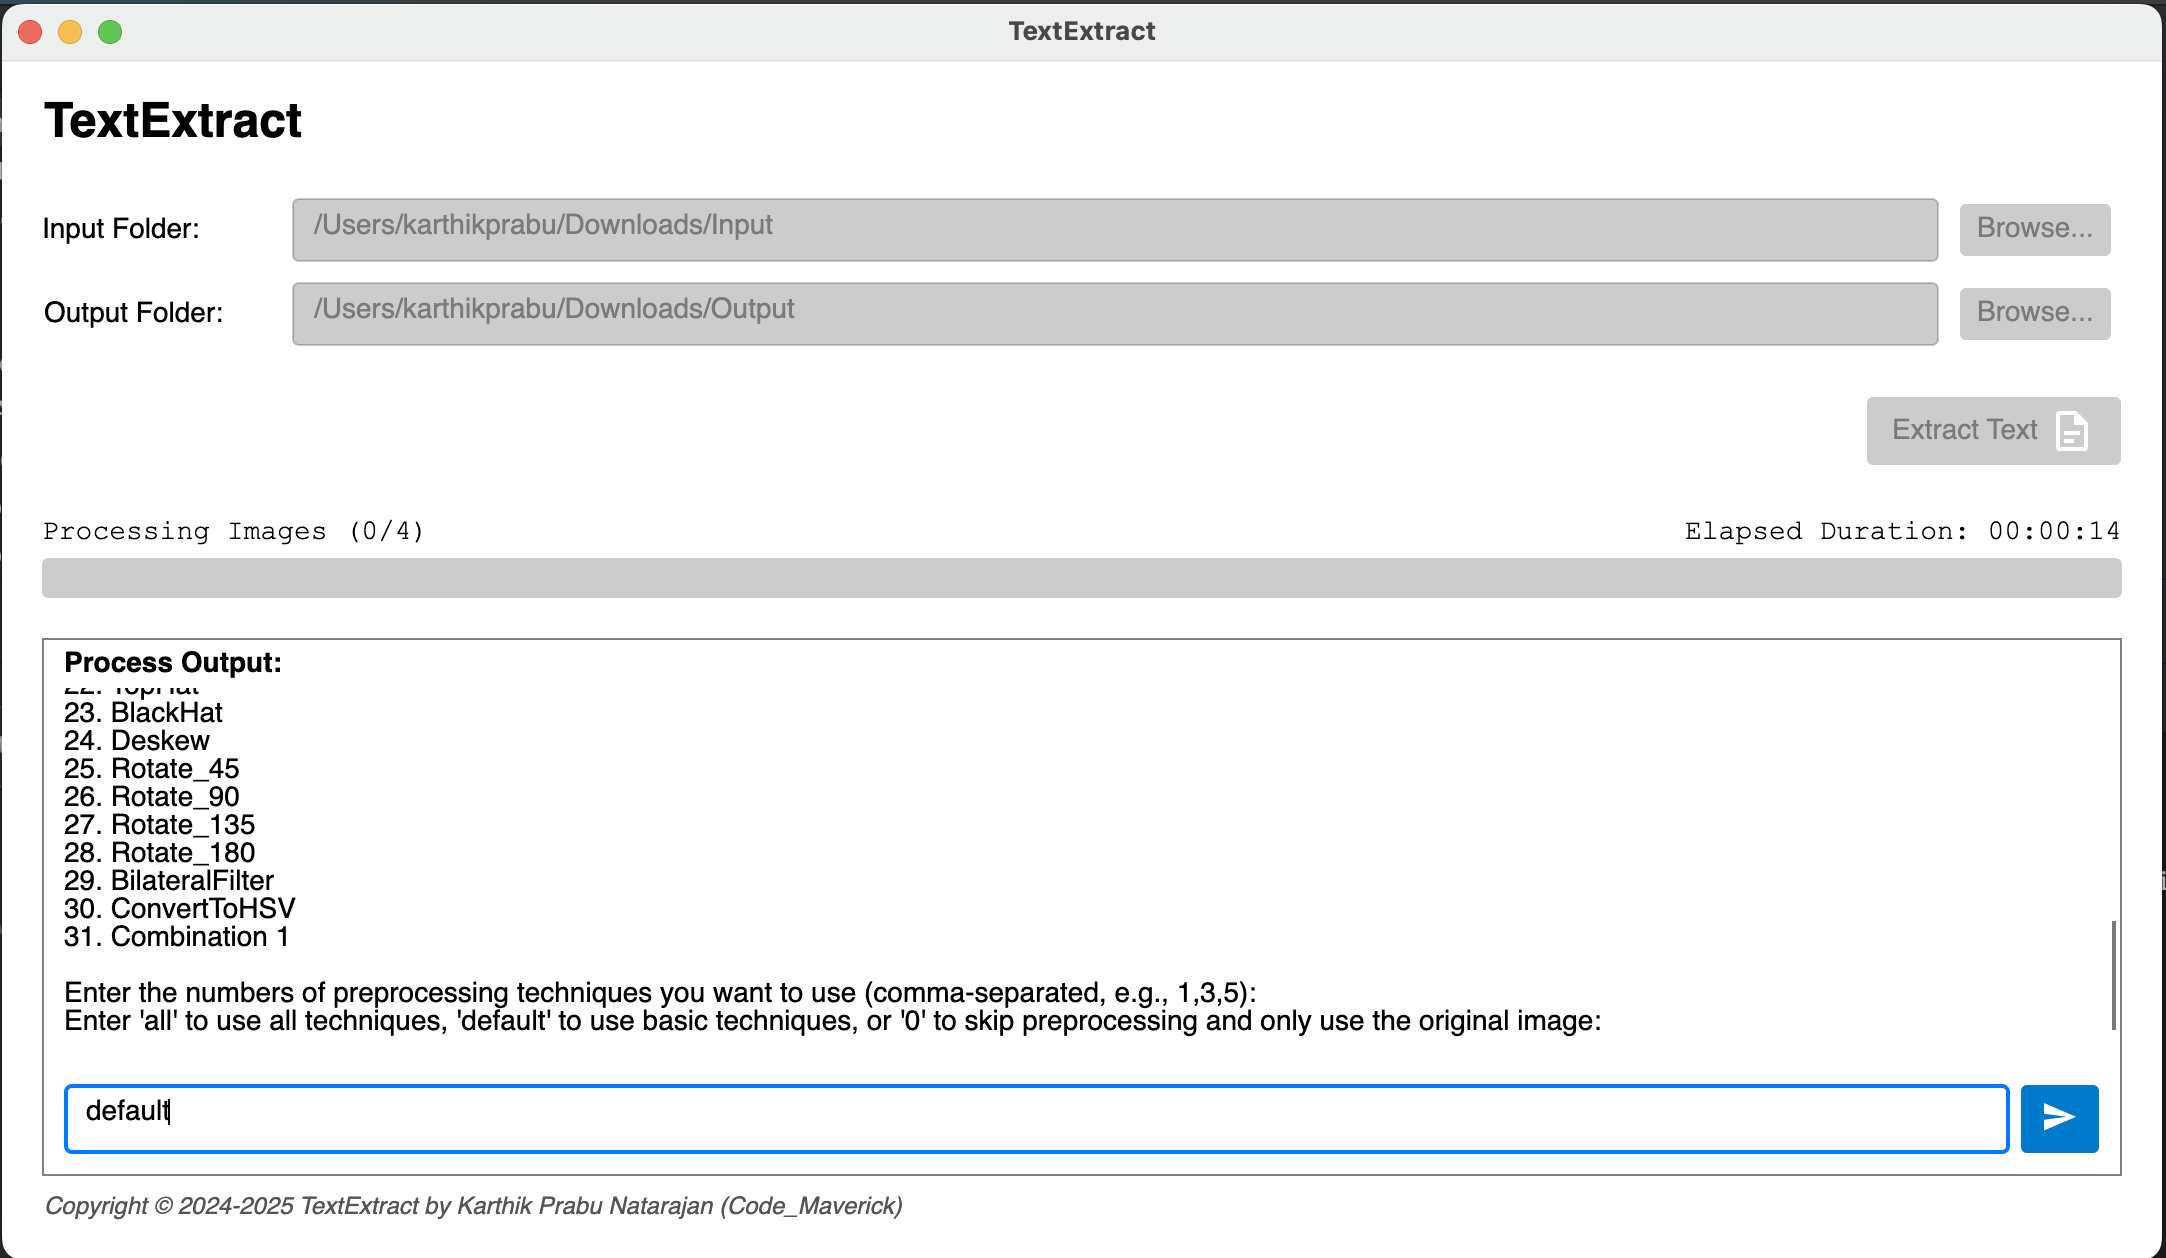 TextExtract
TextExtract
Input Folder: /Users/karthikprabu/Downloads/Input Browse...
Output Folder: /Users/karthikprabu/Downloads/Output Browse...
Extract Text
Processing Images (0/4) Elapsed Duration: 00:00:14
Process Output:
22. TopHat
23. BlackHat
24. Deskew
25. Rotate_45
26. Rotate_90
27. Rotate_135
28. Rotate_180
29. BilateralFilter
30. ConvertToHSV
31. Combination 1
Enter the numbers of preprocessing techniques you want to use (comma-separated, e.g., 1,3,5):
Enter 'all' to use all techniques, 'default' to use basic techniques, or '0' to skip preprocessing and only use the original image:
default
Copyright © 2024-2025 TextExtract by Karthik Prabu Natarajan (Code_Maverick)